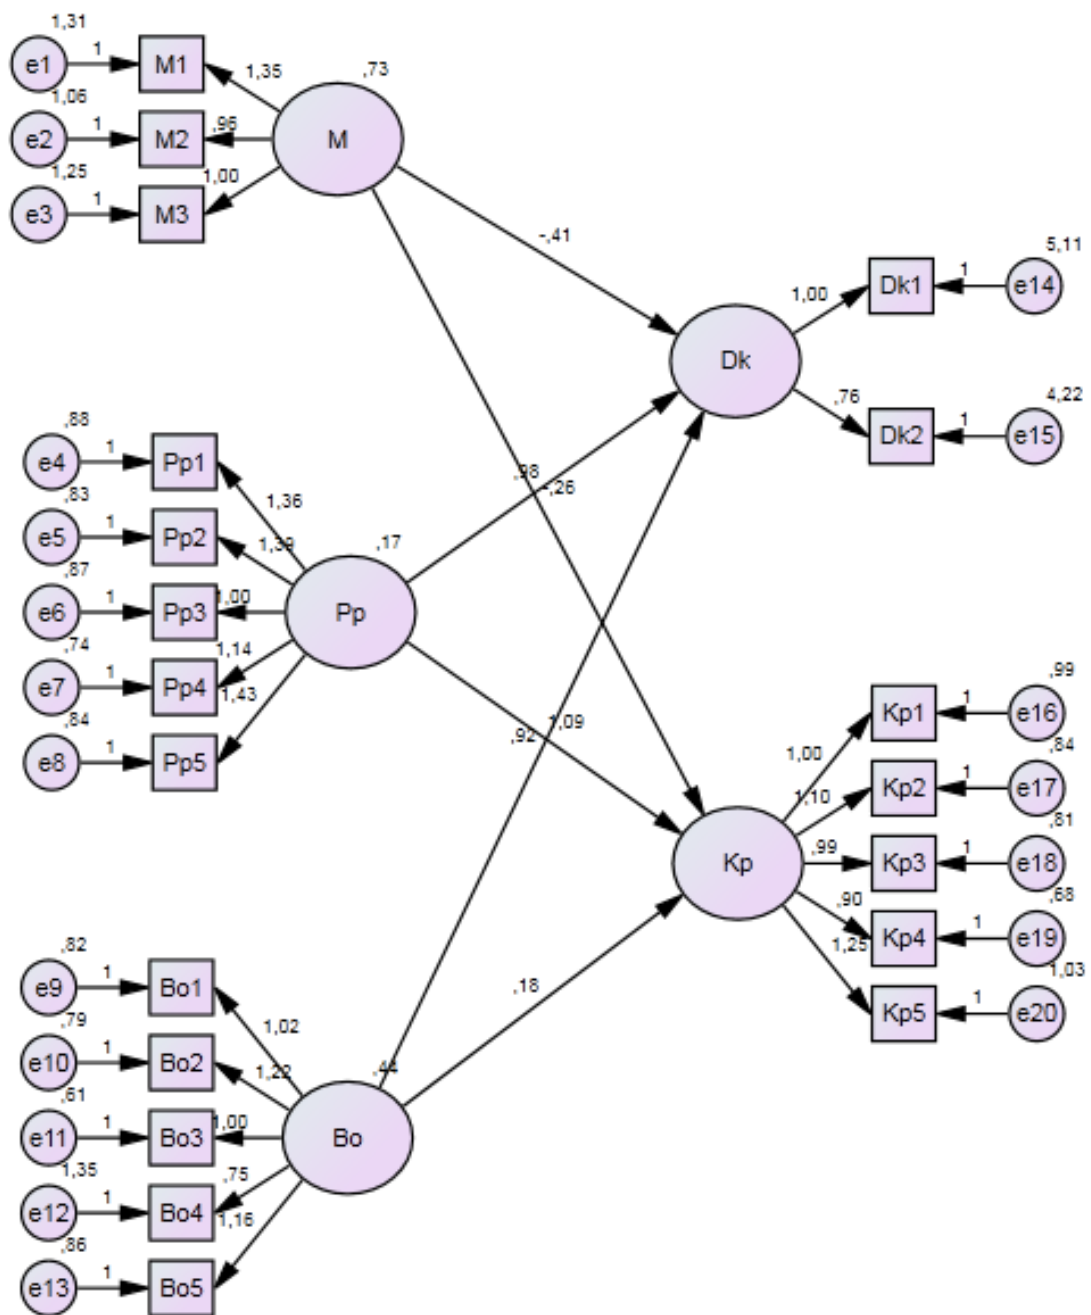 1,31
e1 1 M1
1,35
,73
1,06
e2 1 M2
,96
M
1,25
e3 1 M3
1,00
-,41
5,11
Dk1 1 e14
1,00
Dk
,76
4,22
Dk2 1 e15
,88
e4 1 Pp1
1,36
,98
-,26
,83
e5 1 Pp2
1,39
,17
,87
e6 1 Pp3
1,00
Pp
,74
e7 1 Pp4
1,14
1,43
,84
e8 1 Pp5
,92
1,09
,99
Kp1 1 e16
1,00
,84
Kp2 1 e17
1,10
,81
Kp
,99
Kp3 1 e18
,68
,90
Kp4 1 e19
1,25
1,03
Kp5 1 e20
,82
e9 1 Bo1
1,02
,18
,79
e10 1 Bo2
1,22
,44
,61
e11 1 Bo3
1,00
Bo
1,35
e12 1 Bo4
,75
1,16
,86
e13 1 Bo5